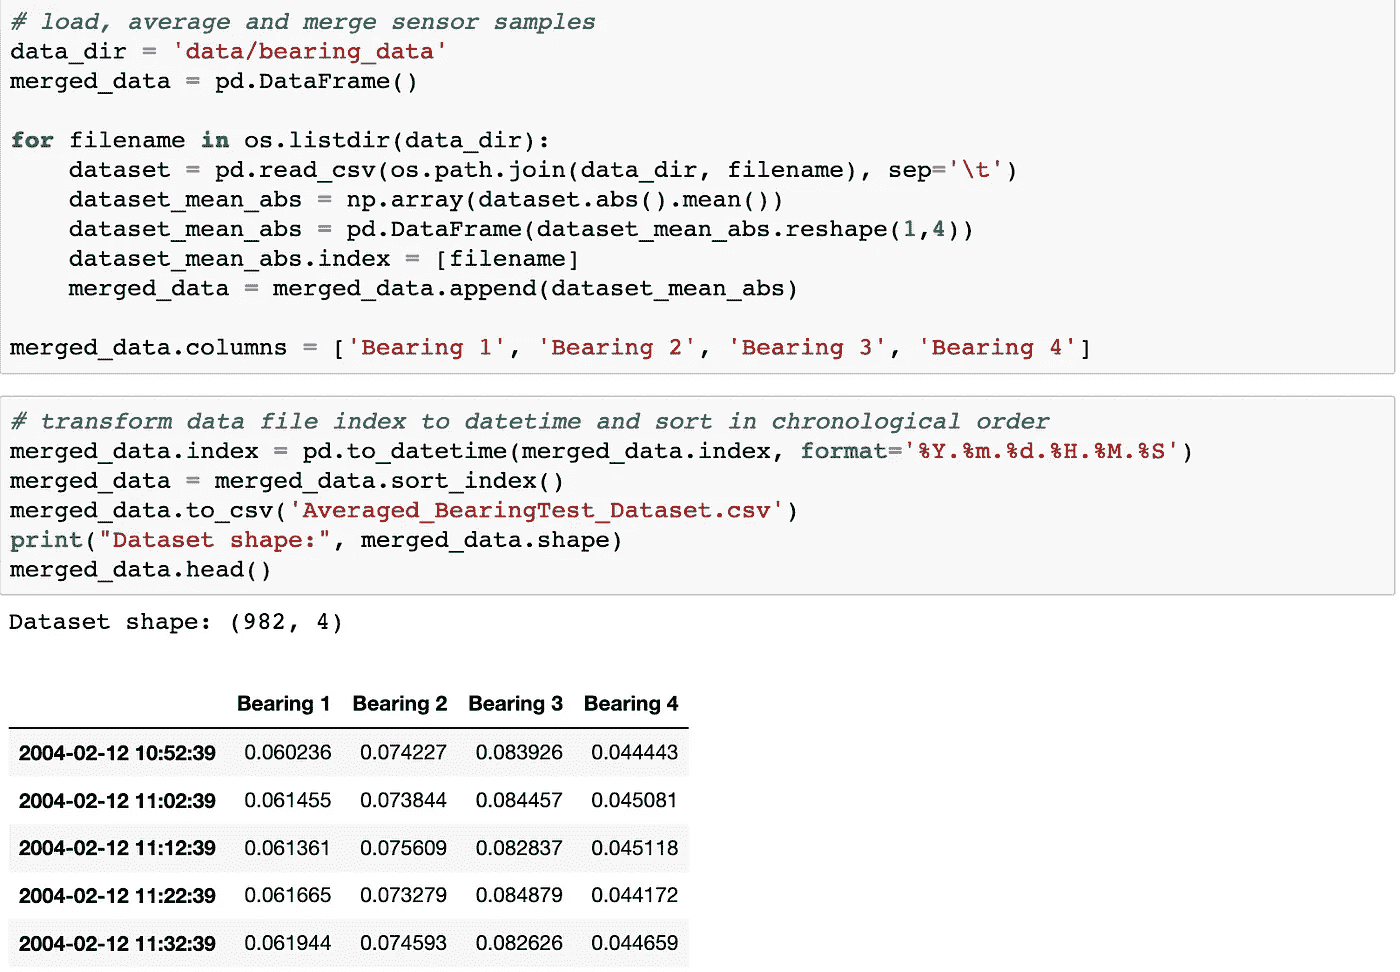 # load, average and merge sensor samples
data_dir = 'data/bearing_data'
merged_data = pd.DataFrame()
for filename in os.listdir(data_dir):
    dataset = pd.read_csv(os.path.join(data_dir, filename), sep='\t')
    dataset_mean_abs = np.array(dataset.abs().mean())
    dataset_mean_abs = pd.DataFrame(dataset_mean_abs.reshape(1,4))
    dataset_mean_abs.index = [filename]
    merged_data = merged_data.append(dataset_mean_abs)
merged_data.columns = ['Bearing 1', 'Bearing 2', 'Bearing 3', 'Bearing 4']
# transform data file index to datetime and sort in chronological order
merged_data.index = pd.to_datetime(merged_data.index, format='%Y.%m.%d.%H.%M.%S')
merged_data = merged_data.sort_index()
merged_data.to_csv('Averaged_BearingTest_Dataset.csv')
print("Dataset shape:", merged_data.shape)
merged_data.head()
Dataset shape: (982, 4)
Bearing 1 Bearing 2 Bearing 3 Bearing 4
2004-02-12 10:52:39 0.060236 0.074227 0.083926 0.044443
2004-02-12 11:02:39 0.061455 0.073844 0.084457 0.045081
2004-02-12 11:12:39 0.061361 0.075609 0.082837 0.045118
2004-02-12 11:22:39 0.061665 0.073279 0.084879 0.044172
2004-02-12 11:32:39 0.061944 0.074593 0.082626 0.044659